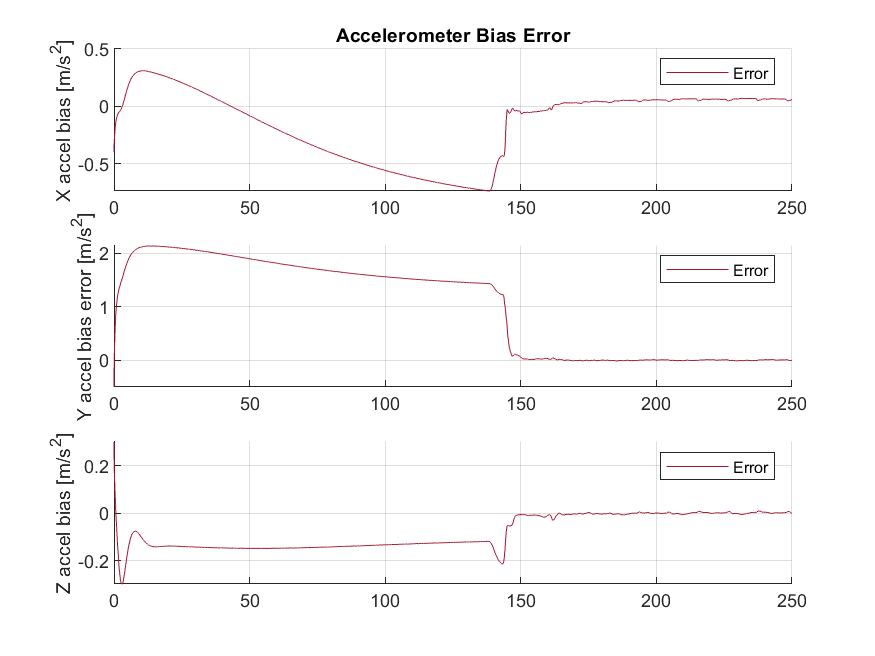 Accelerometer Bias Error
X accel bias [m/s²]
0.5
0
-0.5
Error
0 50 100 150 200 250
Y accel bias error [m/s²]
2
1
0
Error
0 50 100 150 200 250
Z accel bias [m/s²]
0.2
0
-0.2
Error
0 50 100 150 200 250